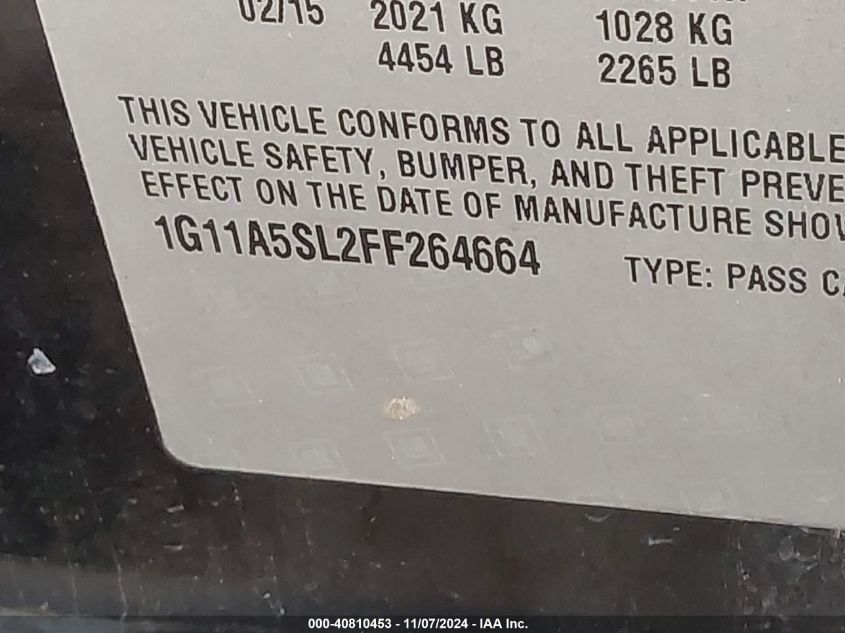 02/15 2021 KG 1028 KG
4454 LB 2265 LB
THIS VEHICLE CONFORMS TO ALL APPLICABLE
VEHICLE SAFETY, BUMPER, AND THEFT PREVE
EFFECT ON THE DATE OF MANUFACTURE SHOW
1G11A5SL2FF264664 TYPE: PASS CA
000-40810453 - 11/07/2024 - IAA Inc.